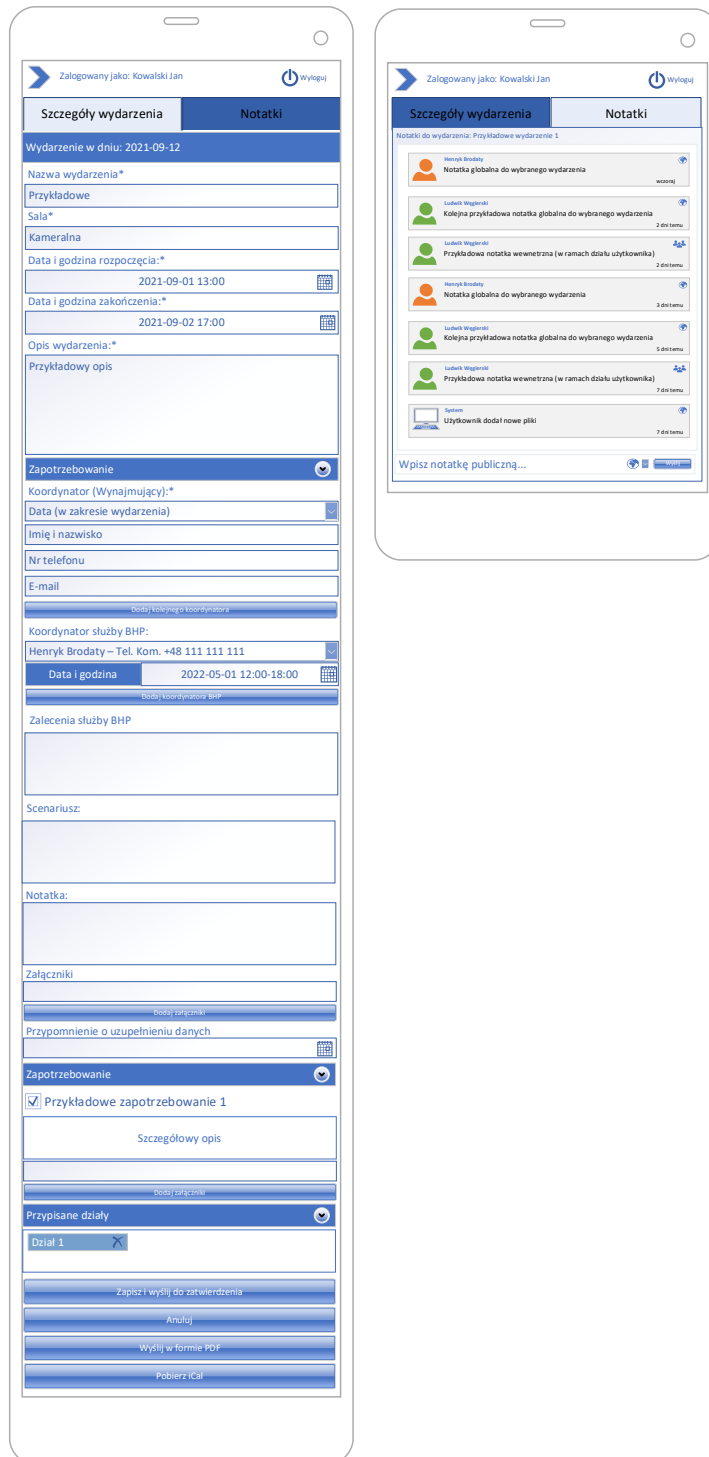 Zalogowany jako: Kowalski Jan
Wyloguj
Szczegóły wydarzenia
Notatki
Wydarzenie w dniu: 2021-09-12
Nazwa wydarzenia*
Przykładowe
Sala*
Kameralna
Data i godzina rozpoczęcia:*
2021-09-01 13:00
Data i godzina zakończenia:*
2021-09-02 17:00
Opis wydarzenia:*
Przykładowy opis
Zapotrzebowanie
Koordynator (Wynajmujący):*
Data (w zakresie wydarzenia)
Imię i nazwisko
Nr telefonu
E-mail
Dodaj kolejnego koordynatora
Koordynator służby BHP:
Henryk Brodaty – Tel. Kom. +48 111 111 111
Data i godzina
2022-05-01 12:00-18:00
Dodaj koordynatora BHP
Zalecenia służby BHP
Scenariusz:
Notatka:
Załączniki
Dodaj załączniki
Przypomnienie o uzupełnieniu danych
Zapotrzebowanie
Przykładowe zapotrzebowanie 1
Szczegółowy opis
Dodaj załączniki
Przypisane działy
Dział 1
Zapisz i wyślij do zatwierdzenia
Anuluj
Wyślij w formie PDF
Pobierz iCal
Zalogowany jako: Kowalski Jan
Wyloguj
Szczegóły wydarzenia
Notatki
Notatki do wydarzenia: Przykładowe wydarzenie 1
Henryk Brodaty
Notatka globalna do wybranego wydarzenia
wczoraj
Ludwik Węgierski
Kolejna przykładowa notatka globalna do wybranego wydarzenia
2 dni temu
Ludwik Węgierski
Przykładowa notatka wewnetrzna (w ramach działu użytkownika)
2 dni temu
Henryk Brodaty
Notatka globalna do wybranego wydarzenia
3 dni temu
Ludwik Węgierski
Kolejna przykładowa notatka globalna do wybranego wydarzenia
5 dni temu
Ludwik Węgierski
Przykładowa notatka wewnetrzna (w ramach działu użytkownika)
7 dni temu
System
Użytkownik dodał nowe pliki
7 dni temu
Wpisz notatkę publiczną...